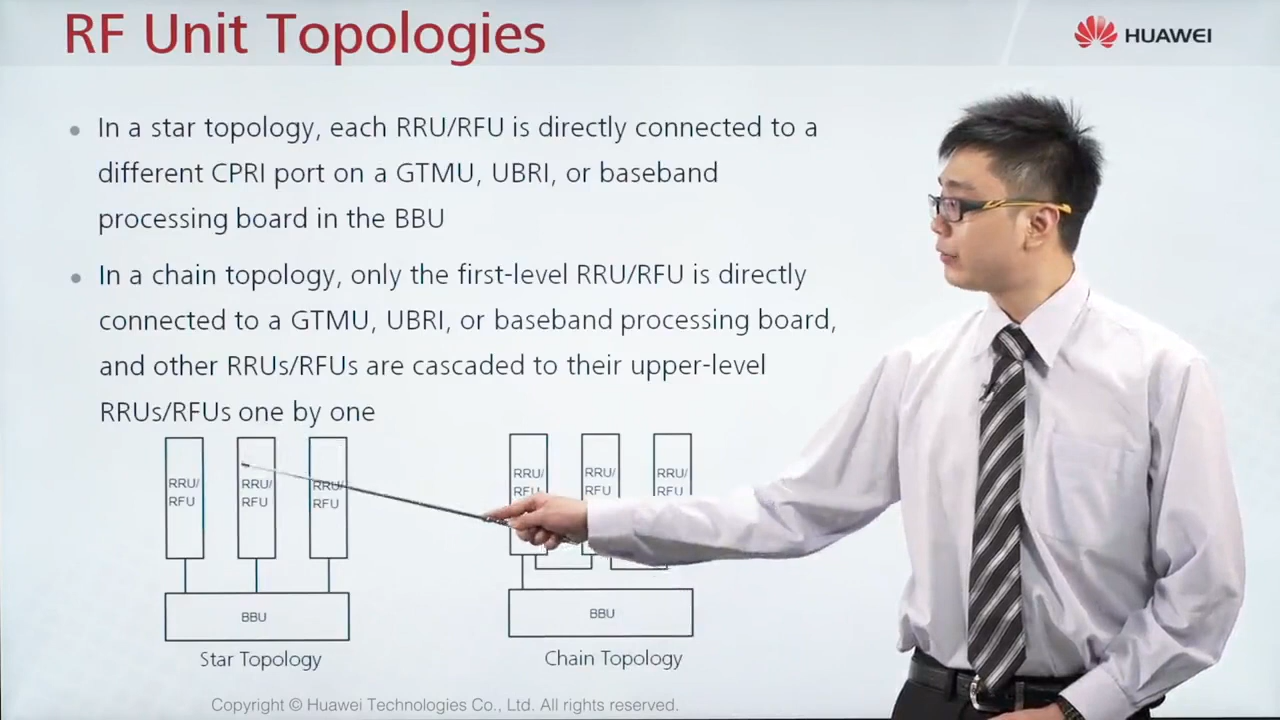 RF Unit Topologies
HUAWEI
In a star topology, each RRU/RFU is directly connected to a
different CPRI port on a GTMU, UBRI, or baseband
processing board in the BBU
In a chain topology, only the first-level RRU/RFU is directly
connected to a GTMU, UBRI, or baseband processing board,
and other RRUs/RFUs are cascaded to their upper-level
RRUs/RFUs one by one
RRU/
RFU
RRU/
RFU
RRU/
RFU
BBU
Star Topology
RRU/
RFU
RRU/
RFU
RRU/
RFU
BBU
Chain Topology
Copyright © Huawei Technologies Co., Ltd. All rights reserved.